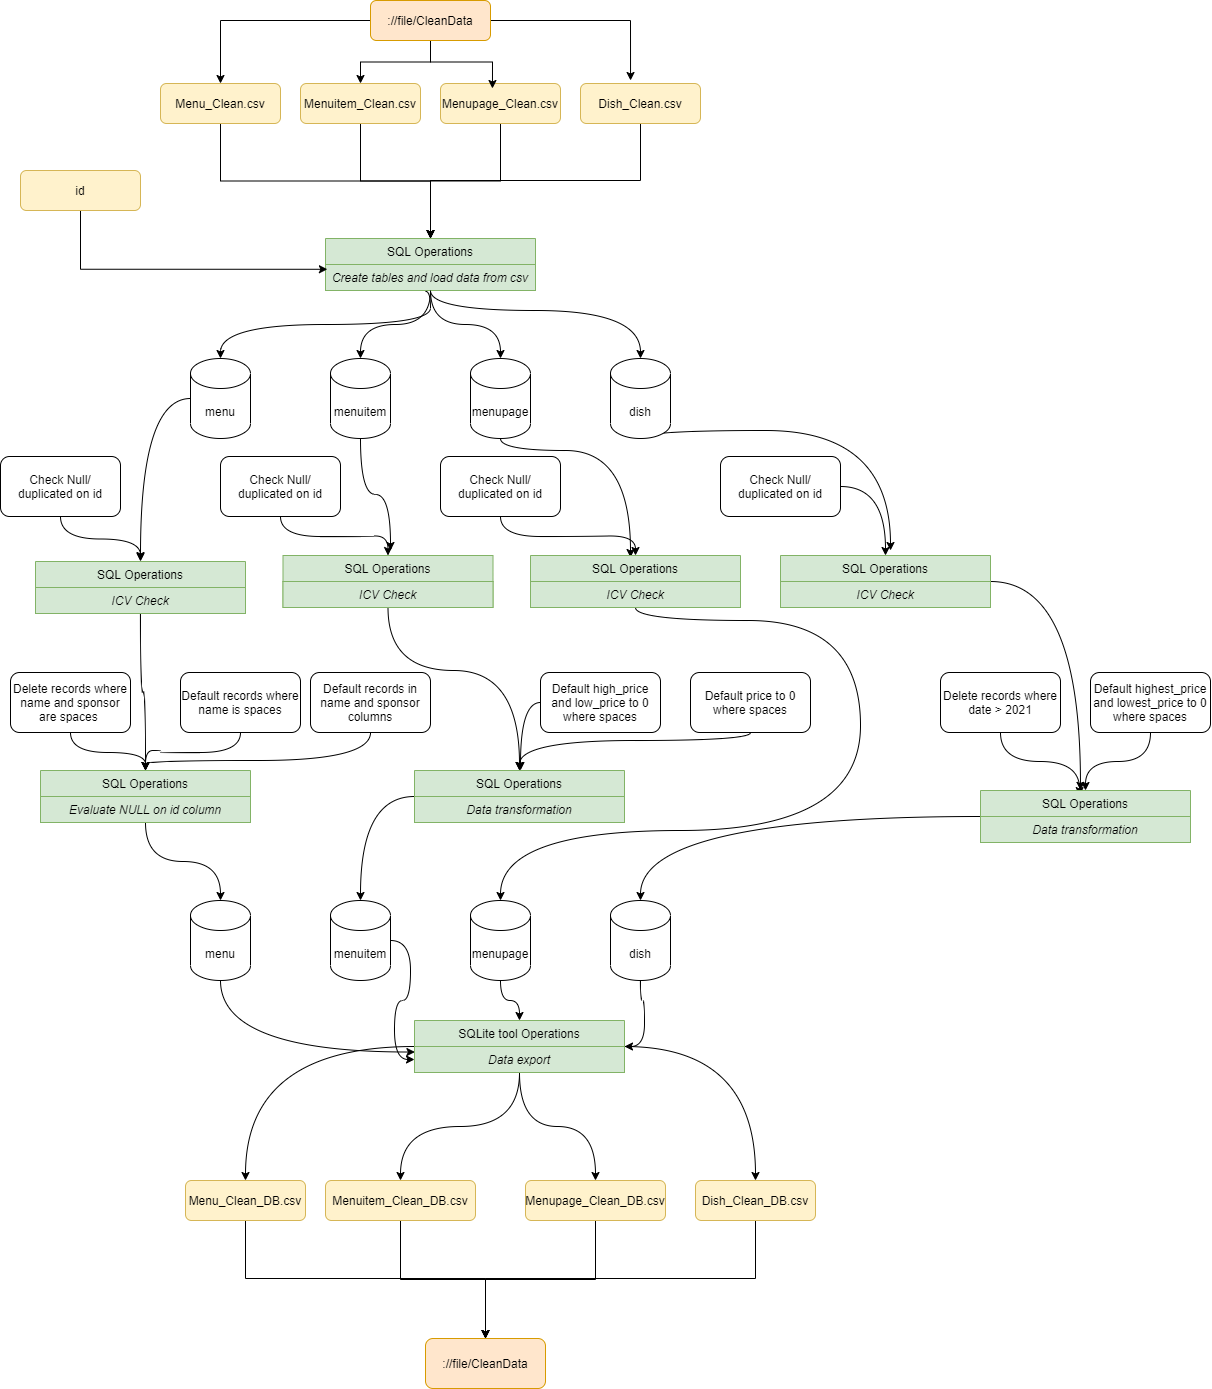 ://file/CleanData
Menu_Clean.csv
Menuitem_Clean.csv
Menupage_Clean.csv
Dish_Clean.csv
id
SQL Operations
Create tables and load data from csv
menu
menuitem
menupage
dish
Check Null/
duplicated on id
Check Null/
duplicated on id
Check Null/
duplicated on id
Check Null/
duplicated on id
SQL Operations
ICV Check
SQL Operations
ICV Check
SQL Operations
ICV Check
SQL Operations
ICV Check
Delete records where
name and sponsor
are spaces
Default records where
name is spaces
Default records in
name and sponsor
columns
Default high_price
and low_price to 0
where spaces
Default price to 0
where spaces
Delete records where
date > 2021
Default highest_price
and lowest_price to 0
where spaces
SQL Operations
Evaluate NULL on id column
SQL Operations
Data transformation
SQL Operations
Data transformation
menu
menuitem
menupage
dish
SQLite tool Operations
Data export
Menu_Clean_DB.csv
Menuitem_Clean_DB.csv
Menupage_Clean_DB.csv
Dish_Clean_DB.csv
://file/CleanData